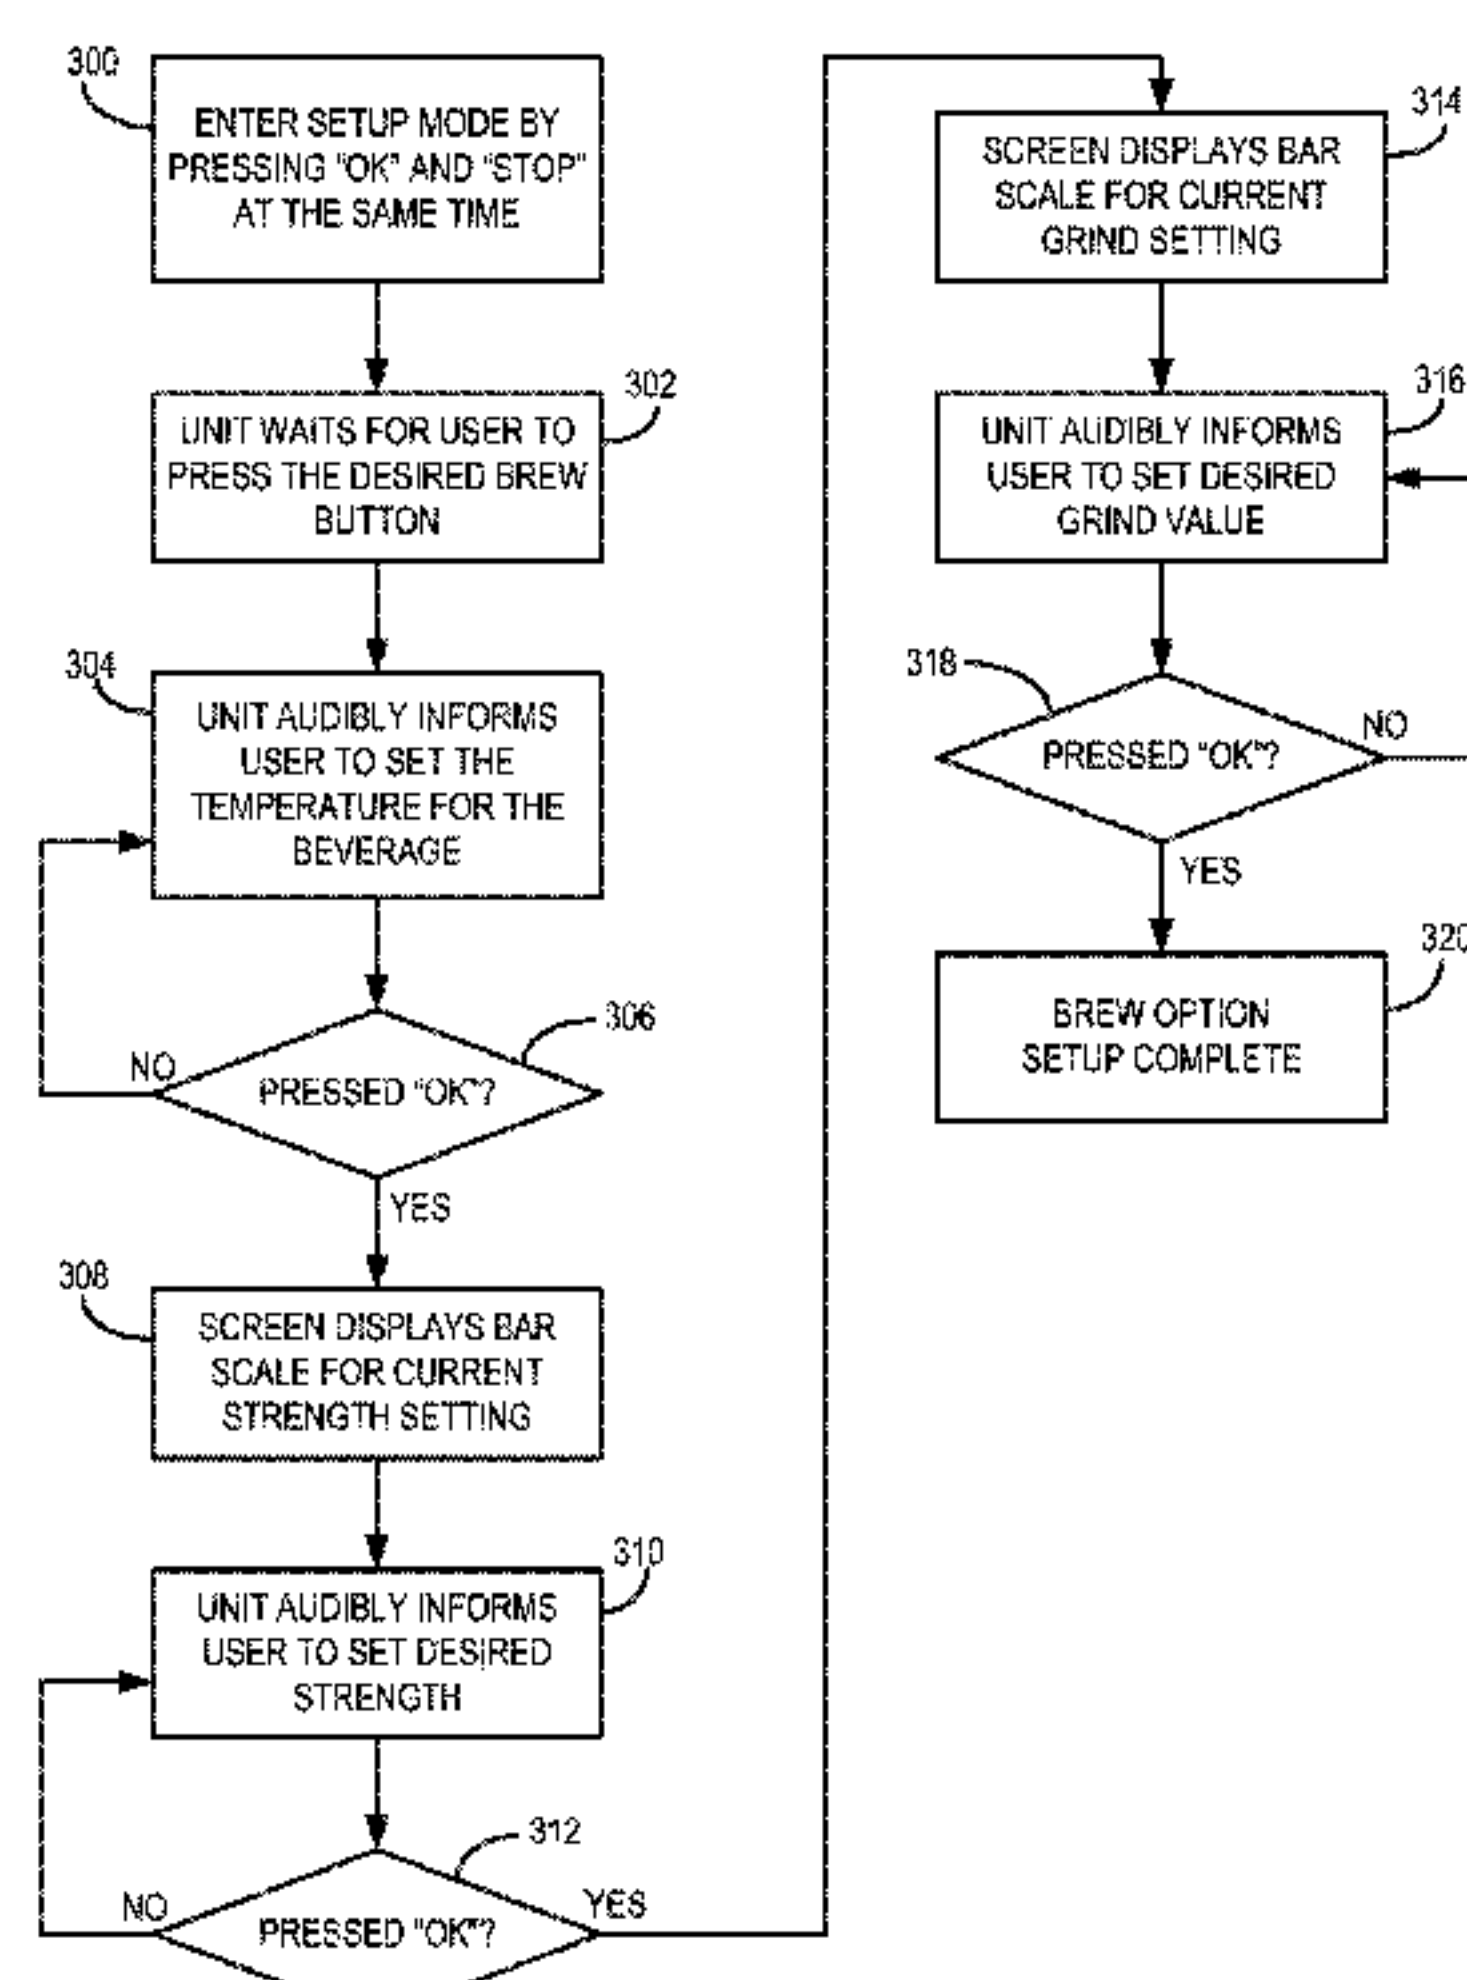 300
ENTER SETUP MODE BY
PRESSING "OK" AND "STOP"
AT THE SAME TIME
302
UNIT WAITS FOR USER TO
PRESS THE DESIRED BREW
BUTTON
304
UNIT AUDIBLY INFORMS
USER TO SET THE
TEMPERATURE FOR THE
BEVERAGE
306
NO
PRESSED "OK"?
YES
308
SCREEN DISPLAYS BAR
SCALE FOR CURRENT
STRENGTH SETTING
310
UNIT AUDIBLY INFORMS
USER TO SET DESIRED
STRENGTH
312
NO
YES
PRESSED "OK"?
314
SCREEN DISPLAYS BAR
SCALE FOR CURRENT
GRIND SETTING
316
UNIT AUDIBLY INFORMS
USER TO SET DESIRED
GRIND VALUE
318
NO
PRESSED "OK"?
YES
320
BREW OPTION
SETUP COMPLETE